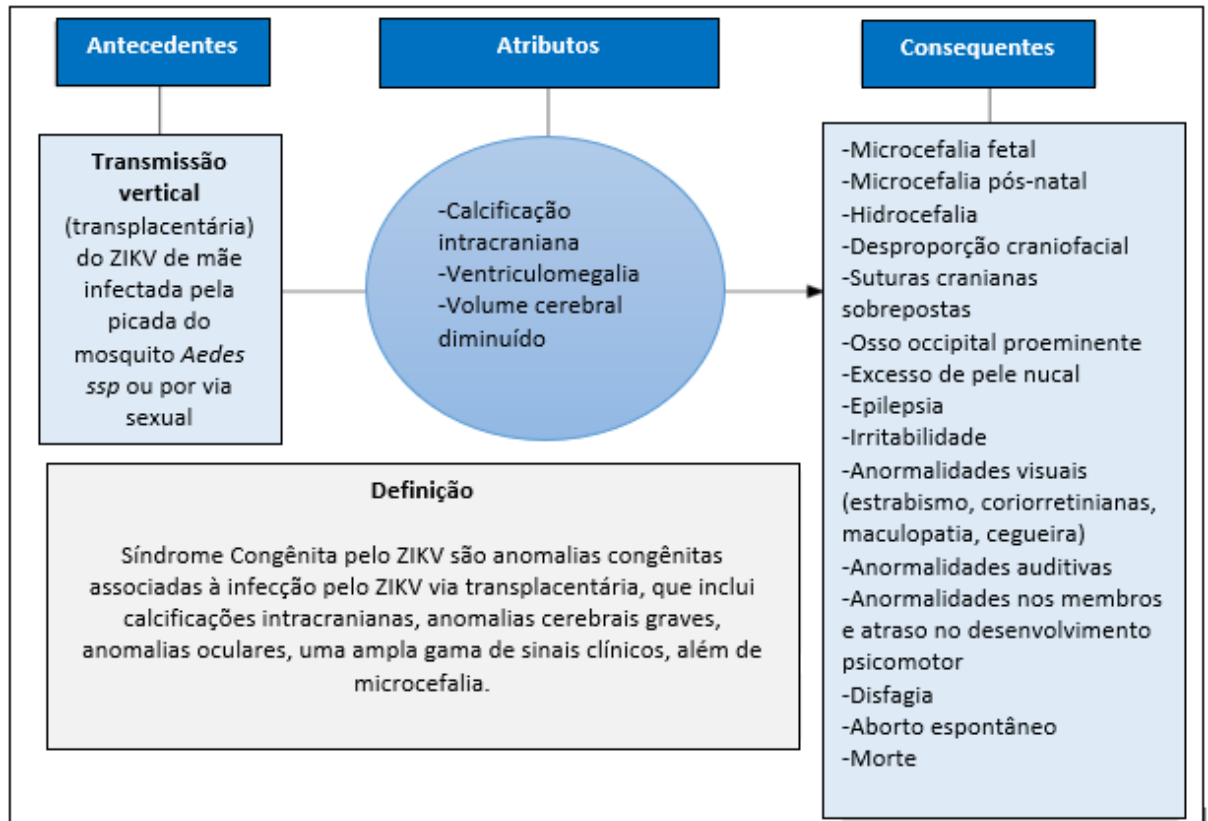 Antecedentes
Transmissão
vertical
(transplacentária)
do ZIKV de mãe
infectada pela
picada do
mosquito Aedes
ssp ou por via
sexual
Atributos
-Calcificação
intracraniana
-Ventriculomegalia
-Volume cerebral
diminuído
Consequentes
-Microcefalia fetal
-Microcefalia pós-natal
-Hidrocefalia
-Desproporção craniofacial
-Suturas cranianas
sobrepostas
-Osso occipital proeminente
-Excesso de pele nucal
-Epilepsia
-Irritabilidade
-Anormalidades visuais
(estrabismo, coriorretinianas,
maculopatia, cegueira)
-Anormalidades auditivas
-Anormalidades nos membros
e atraso no desenvolvimento
psicomotor
-Disfagia
-Aborto espontâneo
-Morte
Definição
Síndrome Congênita pelo ZIKV são anomalias congênitas
associadas à infecção pelo ZIKV via transplacentária, que inclui
calcificações intracranianas, anomalias cerebrais graves,
anomalias oculares, uma ampla gama de sinais clínicos, além de
microcefalia.